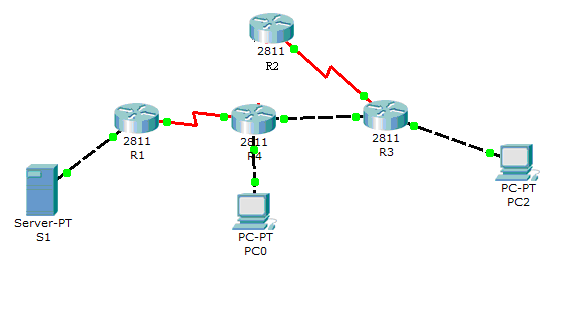 2811
R2
2811
R1
2811
R4
2811
R3
PC-PT
PC2
Server-PT
S1
PC-PT
PC0